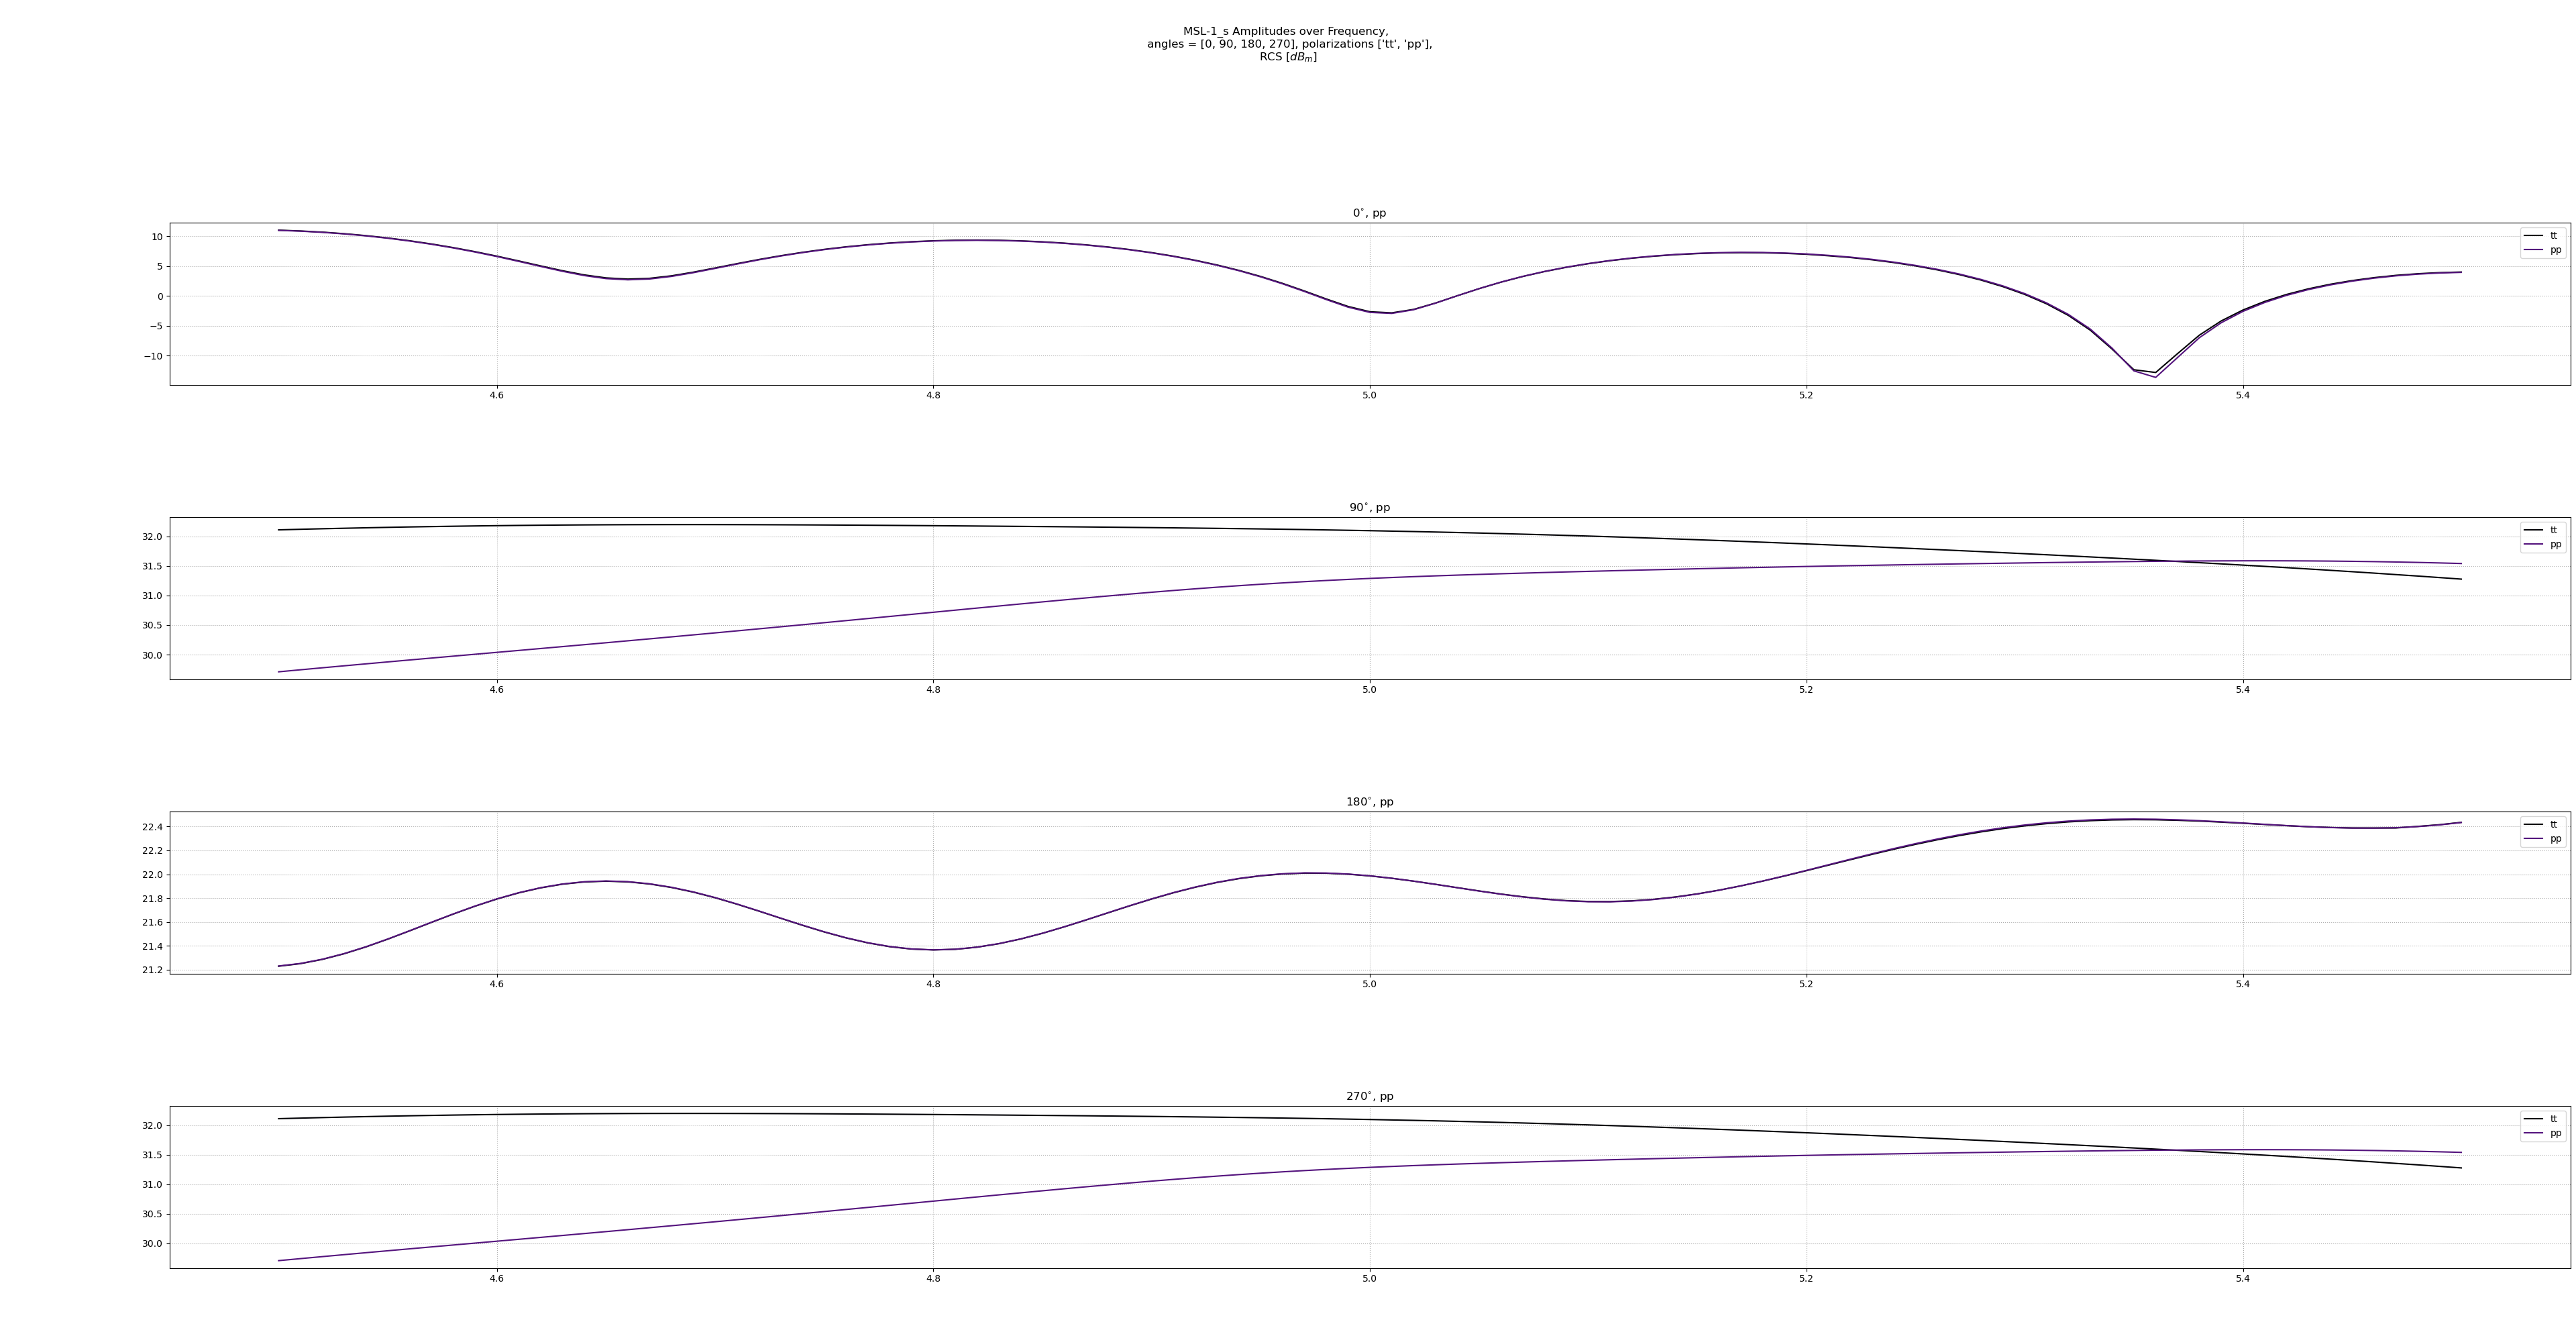 MSL-1_s Amplitudes over Frequency,
angles = [0, 90, 180, 270], polarizations ['tt', 'pp'],
RCS [dBm]
0°, pp
10
5
0
−5
−10
4.6 4.8 5.0 5.2 5.4
tt
pp
90°, pp
32.0
31.5
31.0
30.5
30.0
4.6 4.8 5.0 5.2 5.4
tt
pp
180°, pp
22.4
22.2
22.0
21.8
21.6
21.4
21.2
4.6 4.8 5.0 5.2 5.4
tt
pp
270°, pp
32.0
31.5
31.0
30.5
30.0
4.6 4.8 5.0 5.2 5.4
tt
pp